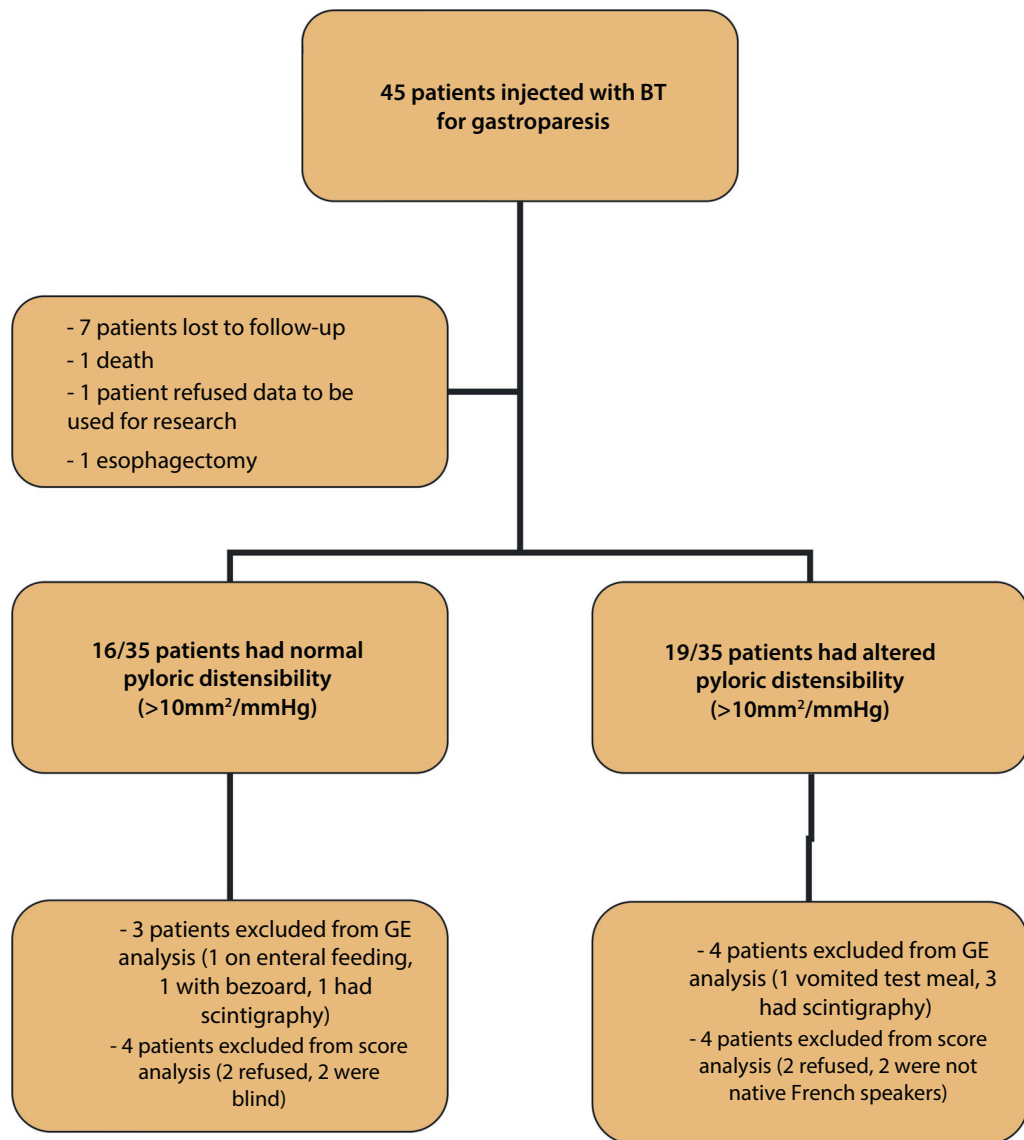 45 patients injected with BT
for gastroparesis
- 7 patients lost to follow-up
- 1 death
- 1 patient refused data to be
used for research
- 1 esophagectomy
16/35 patients had normal
pyloric distensibility
(>10mm²/mmHg)
19/35 patients had altered
pyloric distensibility
(>10mm²/mmHg)
- 3 patients excluded from GE
analysis (1 on enteral feeding,
1 with bezoard, 1 had
scintigraphy)
- 4 patients excluded from score
analysis (2 refused, 2 were
blind)
- 4 patients excluded from GE
analysis (1 vomited test meal, 3
had scintigraphy)
- 4 patients excluded from score
analysis (2 refused, 2 were not
native French speakers)